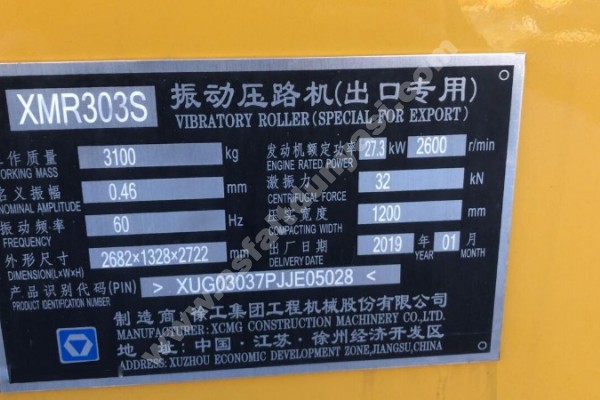 XMR303S 振动压路机(出口专用)
VIBRATORY ROLLER(SPECIAL FOR EXPORT)
工作质量 3100 kg 发动机额定功率 27.3 kW 2600 r/min
WORKING MASS ENGINE RATED POWER
名义振幅 0.46 mm 激振力 32 kN
NOMINAL AMPLITUDE CENTRIFUGAL FORCE
振动频率 60 Hz 压实宽度 1200 mm
FREQUENCY COMPACTING WIDTH
外形尺寸 2682×1328×2722 mm 出厂日期 2019 年 01 月
DIMENSION(L×W×H) DELIVERY DATE YEAR MONTH
产品识别代码(PIN) > XUG03037PJJE05028 <
PRODUCT IDENTIFICATION NUMBER
制造商:徐工集团工程机械股份有限公司
MANUFACTURER: XCMG CONSTRUCTION MACHINERY CO.,LTD.
地 址: 中国·江苏·徐州经济开发区
ADDRESS: XUZHOU ECONOMIC DEVELOPMENT ZONE,JIANGSU,CHINA